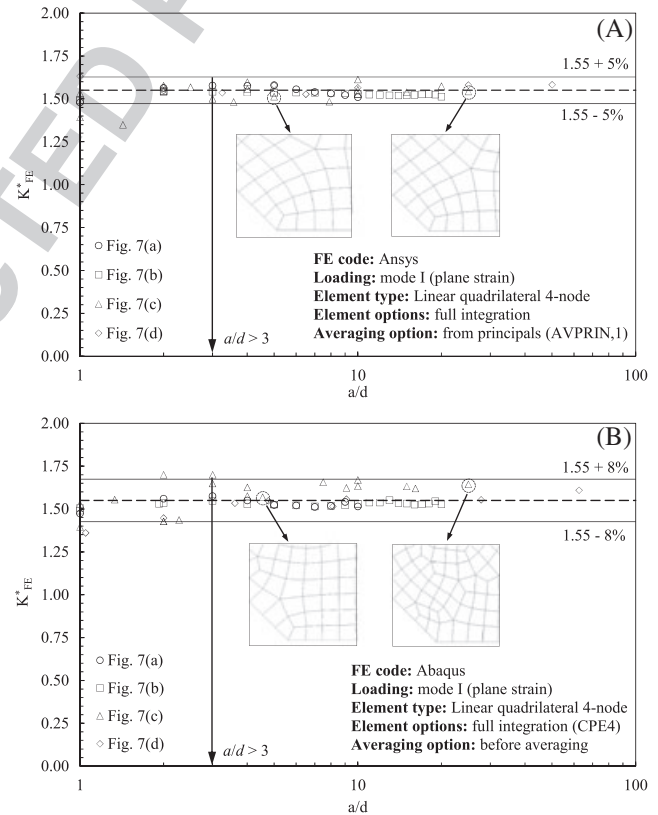 (A)
2.00
1.75
1.50
1.25
1.00
0.75
0.50
0.25
0.00
K*FE
1.55 + 5%
1.55 - 5%
Fig. 7(a)
Fig. 7(b)
Fig. 7(c)
Fig. 7(d)
FE code: Ansys
Loading: mode I (plane strain)
Element type: Linear quadrilateral 4-node
Element options: full integration
Averaging option: from principals (AVPRIN,1)
a/d > 3
1
10
100
a/d
(B)
2.00
1.75
1.50
1.25
1.00
0.75
0.50
0.25
0.00
K*FE
1.55 + 8%
1.55 - 8%
Fig. 7(a)
Fig. 7(b)
Fig. 7(c)
Fig. 7(d)
FE code: Abaqus
Loading: mode I (plane strain)
Element type: Linear quadrilateral 4-node
Element options: full integration (CPE4)
Averaging option: before averaging
a/d > 3
1
10
100
a/d
CTED